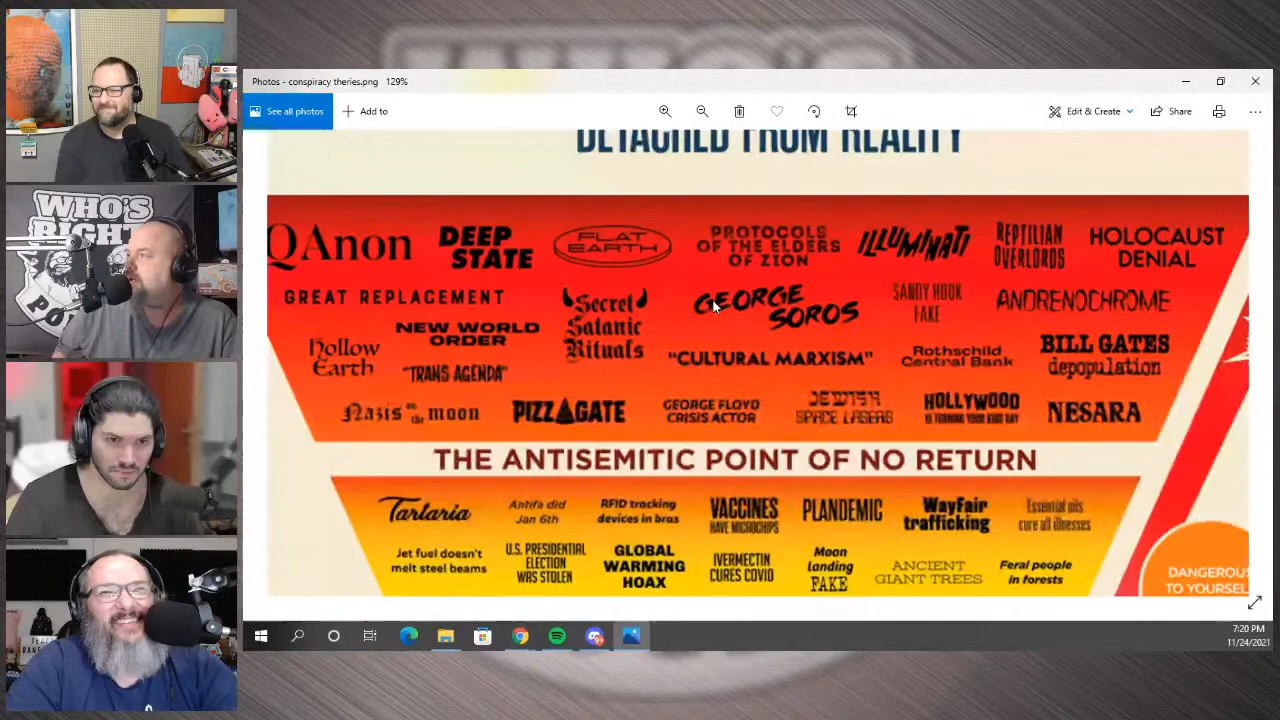 Photos - conspiracy theries.png 129%
See all photos
Add to
Edit & Create
Share
DETACHED FROM REALITY
QAnon
DEEP
STATE
FLAT
EARTH
PROTOCOLS
OF THE ELDERS
OF ZION
ILLUMINATI
REPTILIAN
OVERLORDS
HOLOCAUST
DENIAL
GREAT REPLACEMENT
NEW WORLD
ORDER
Secret
Satanic
Rituals
GEORGE
SOROS
SANDY HOOK
FAKE
ANDRENOCHROME
Hollow
Earth
"TRANS AGENDA"
"CULTURAL MARXISM"
Rothschild
Central Bank
BILL GATES
depopulation
Nazis on the moon
PIZZAGATE
GEORGE FLOYD
CRISIS ACTOR
JEWISH
SPACE LASERS
HOLLYWOOD
NESARA
THE ANTISEMITIC POINT OF NO RETURN
Tartaria
Antifa did
Jan 6th
RFID tracking
devices in bras
VACCINES
HAVE MICROCHIPS
PLANDEMIC
WayFair
trafficking
Essential oils
cure all illnesses
Jet fuel doesn't
melt steel beams
U.S. PRESIDENTIAL
ELECTION
WAS STOLEN
GLOBAL
WARMING
HOAX
IVERMECTIN
CURES COVID
Moon
landing
FAKE
ANCIENT
GIANT TREES
Feral people
in forests
DANGEROUS
TO YOURSELF
7:20 PM
11/24/2021
WHO'S
RIGHT